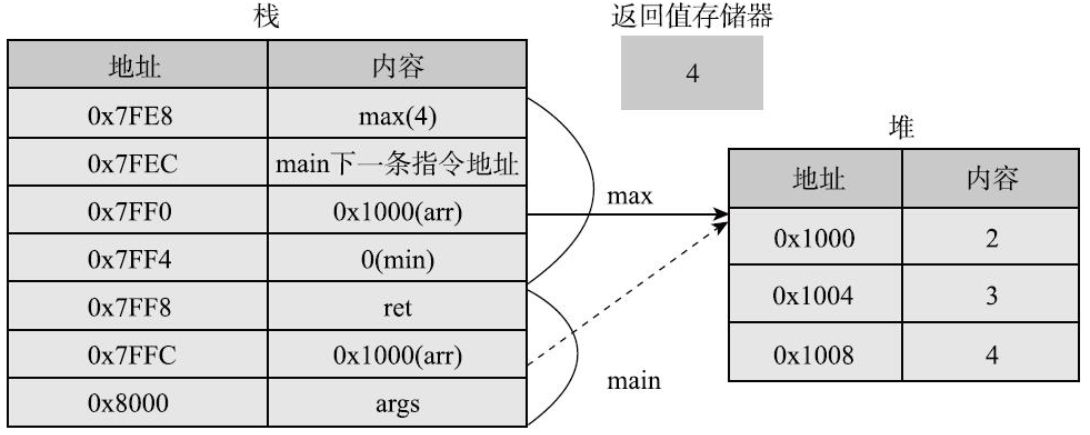 栈
返回值存储器
4
地址 内容
0x7FE8 max(4)
0x7FEC main下一条指令地址
0x7FF0 0x1000(arr)
0x7FF4 0(min)
0x7FF8 ret
0x7FFC 0x1000(arr)
0x8000 args
max
main
堆
地址 内容
0x1000 2
0x1004 3
0x1008 4